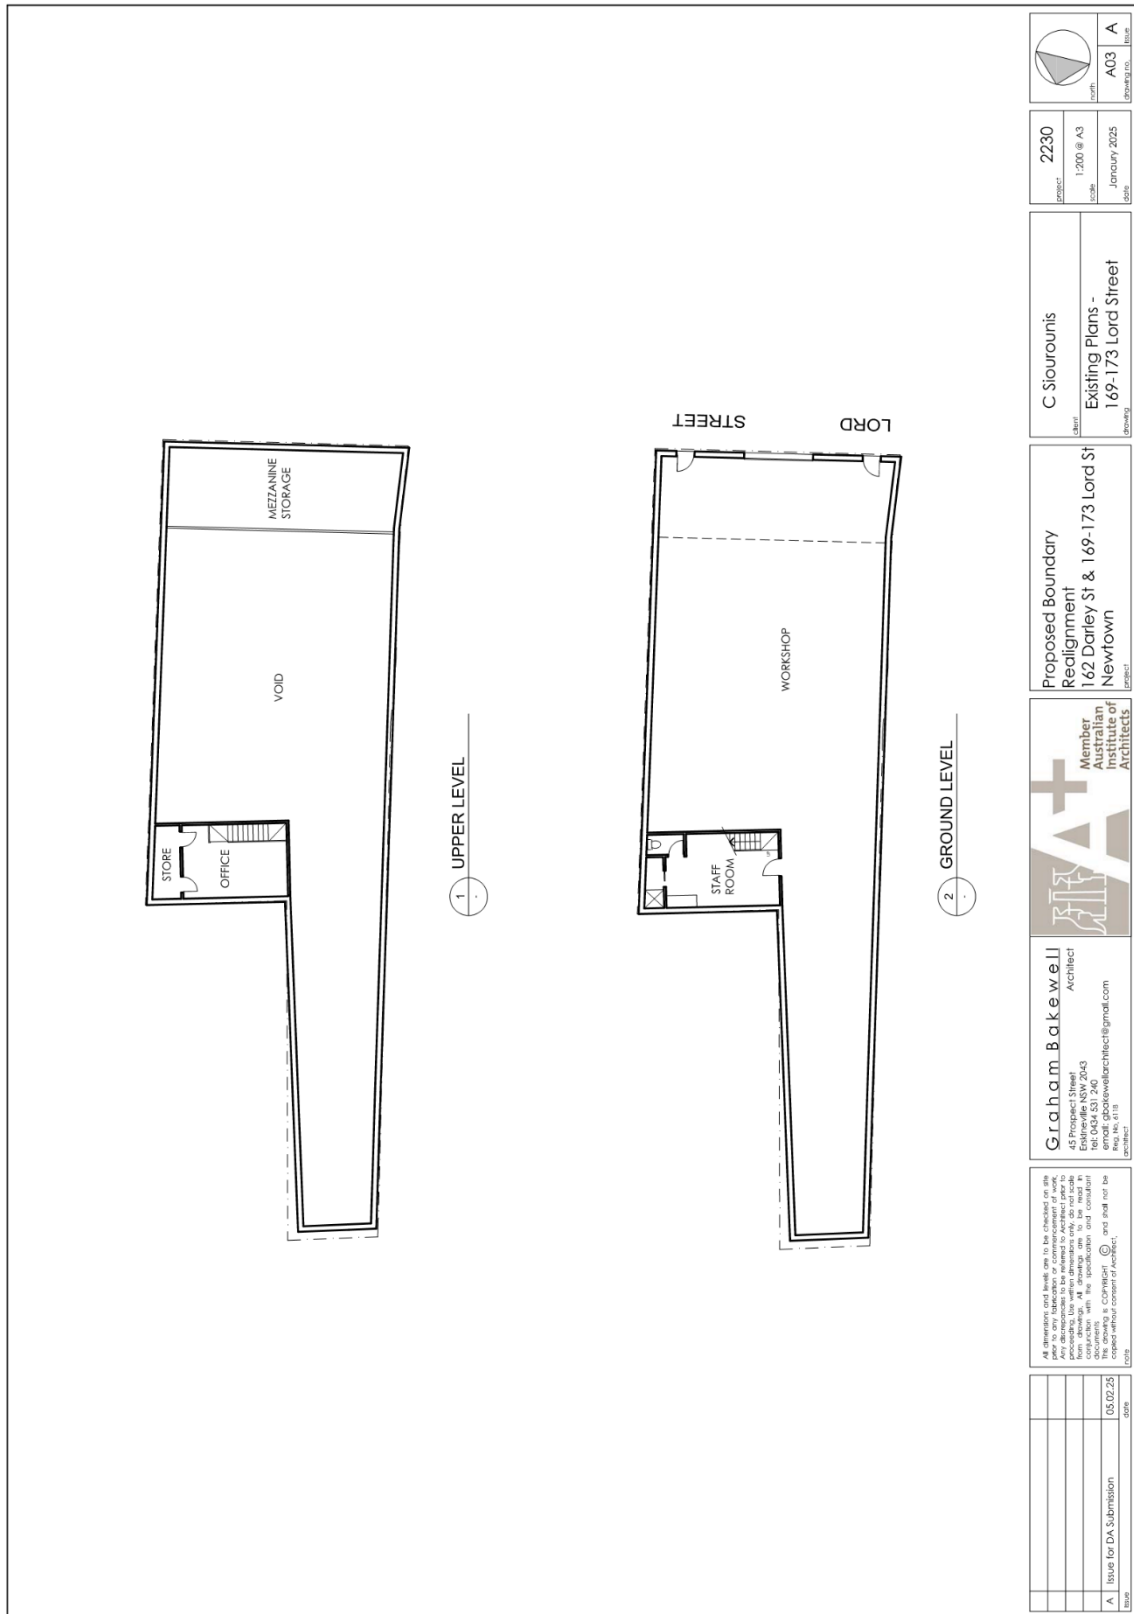 STORE
OFFICE
VOID
MEZZANINE
STORAGE
1
-
UPPER LEVEL
STAFF
ROOM
UP
WORKSHOP
LORD
STREET
2
-
GROUND LEVEL
A
Issue for DA Submission
05.02.25
issue
date
All dimensions and levels are to be checked on site
prior to any fabrication or commencement of work.
Any discrepancies to be referred to Architect prior to
proceeding. Use written dimensions only, do not scale
from drawings. All drawings are to be read in
conjunction with the specification and consultant
documents.
This drawing is COPYRIGHT © and shall not be
copied without consent of Architect.
note
Graham Bakewell
Architect
45 Prospect Street
Erskineville NSW 2043
tel: 0434 531 240
email: gbakewellarchitect@gmail.com
Reg. No. 6118
architect
A+
Member
Australian
Institute of
Architects
Proposed Boundary
Realignment
162 Darley St & 169-173 Lord St
Newtown
project
C Siourounis
client
Existing Plans -
169-173 Lord Street
drawing
2230
project
1:200 @ A3
scale
Janaury 2025
date
north
A03
drawing no.
A
issue